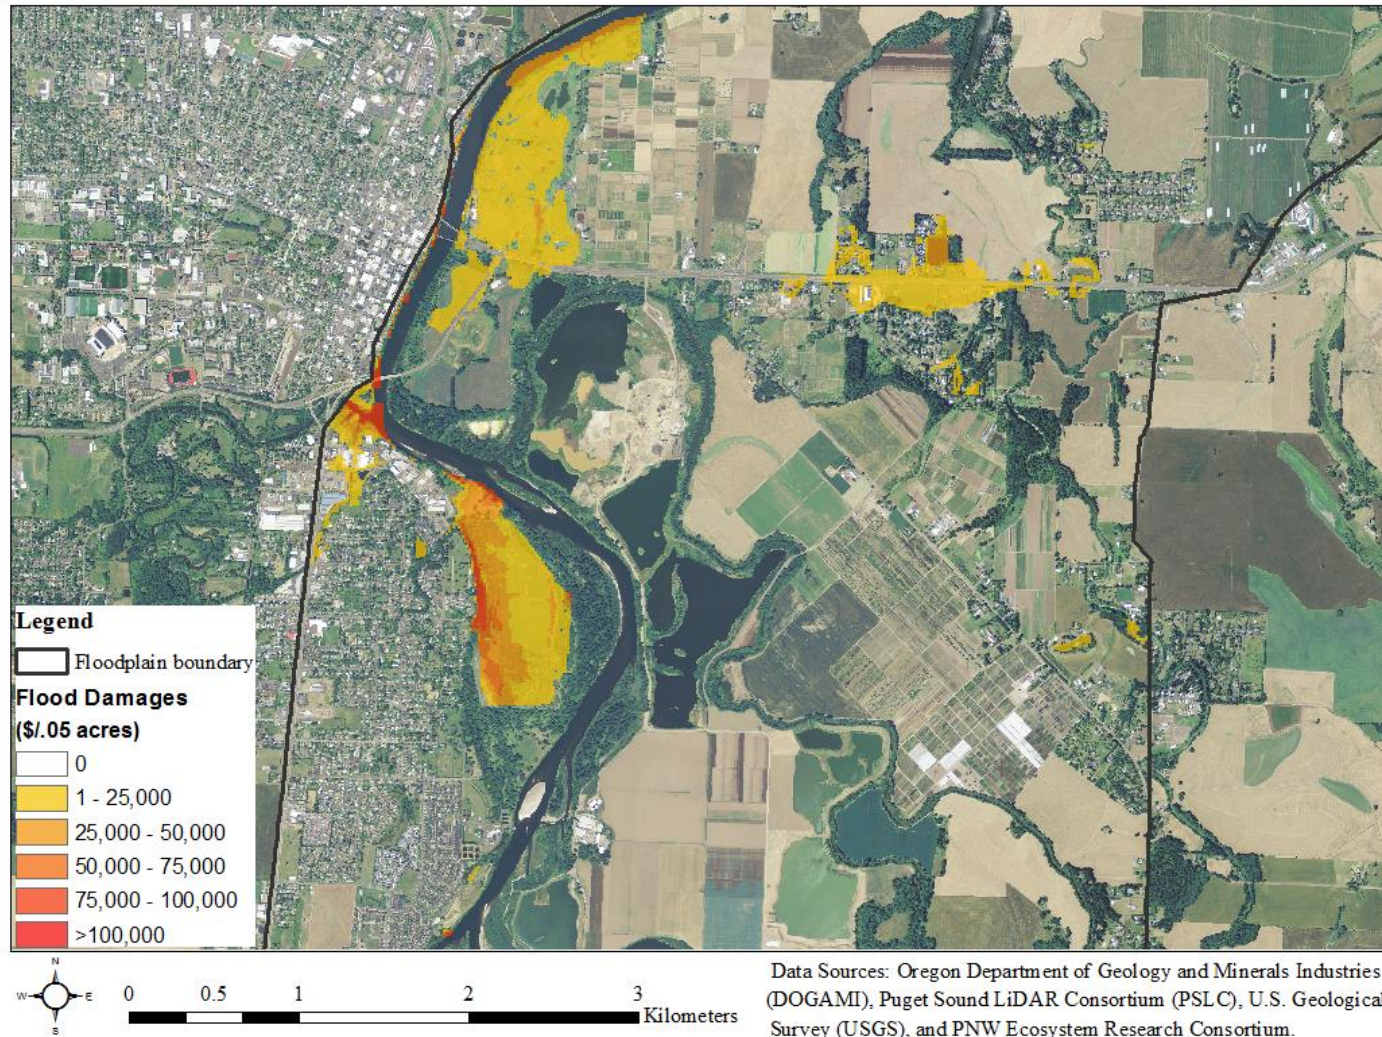 Legend
Floodplain boundary
Flood Damages
($/.05 acres)
0
1 - 25,000
25,000 - 50,000
50,000 - 75,000
75,000 - 100,000
>100,000
N
W E
S
0 0.5 1 2 3
Kilometers
Data Sources: Oregon Department of Geology and Minerals Industries
(DOGAMI), Puget Sound LiDAR Consortium (PSLC), U.S. Geological
Survey (USGS), and PNW Ecosystem Research Consortium.